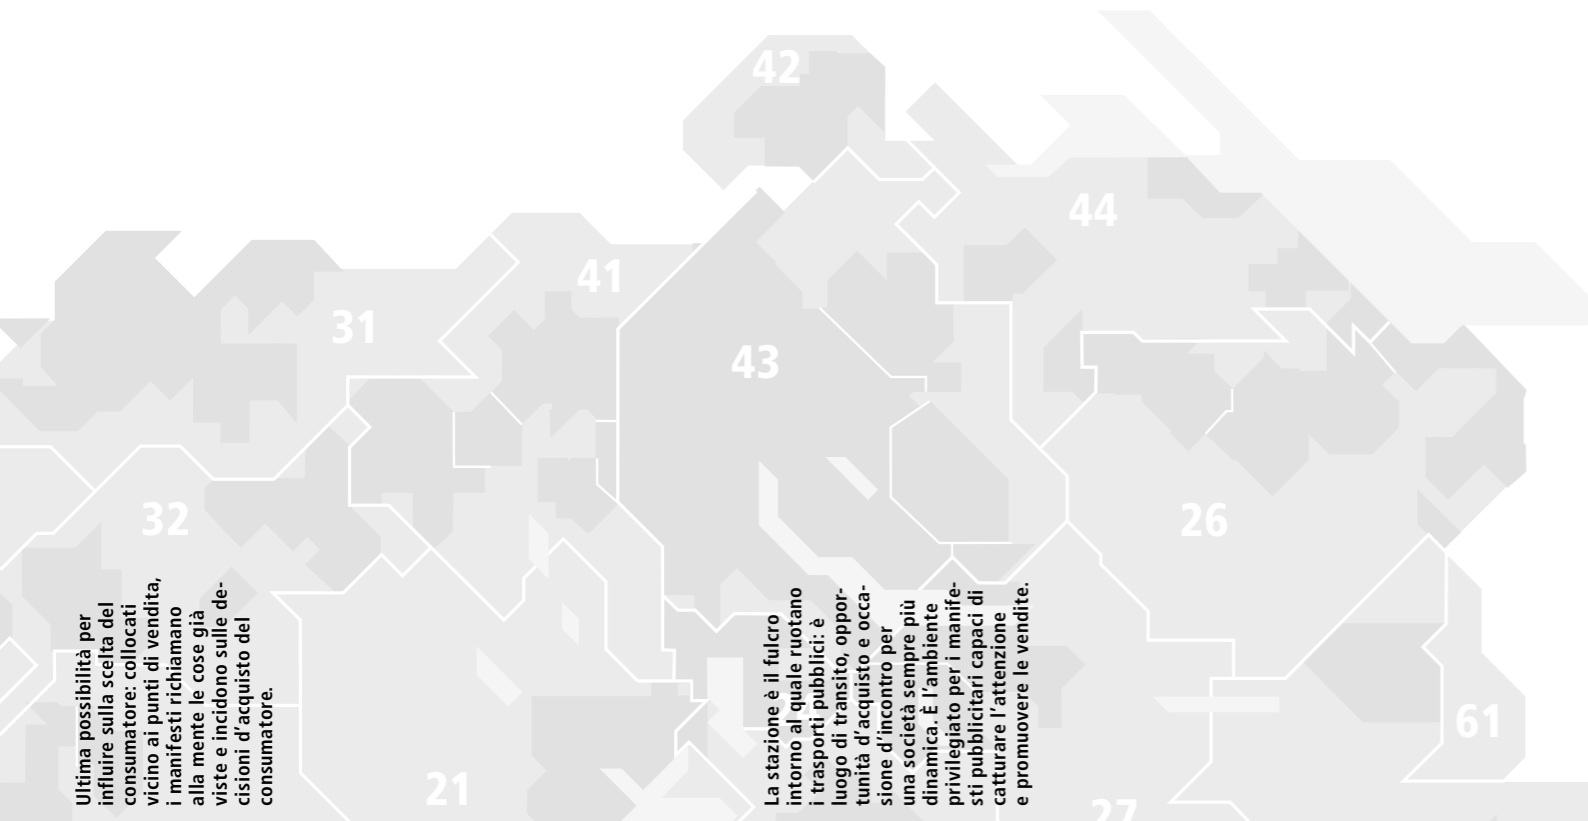 42
44
41
31
43
32
26
Ultima possibilità per
influire sulla scelta del
consumatore: collocati
vicino ai punti di vendita,
i manifesti richiamano
alla mente le cose già
viste e incidono sulle de-
cisioni d’acquisto del
consumatore.
La stazione è il fulcro
intorno al quale ruotano
i trasporti pubblici: è
luogo di transito, oppor-
tunità d’acquisto e occa-
sione d’incontro per
una società sempre più
dinamica. È l’ambiente
privilegiato per i manife-
sti pubblicitari capaci di
catturare l’attenzione
e promuovere le vendite.
61
21
27